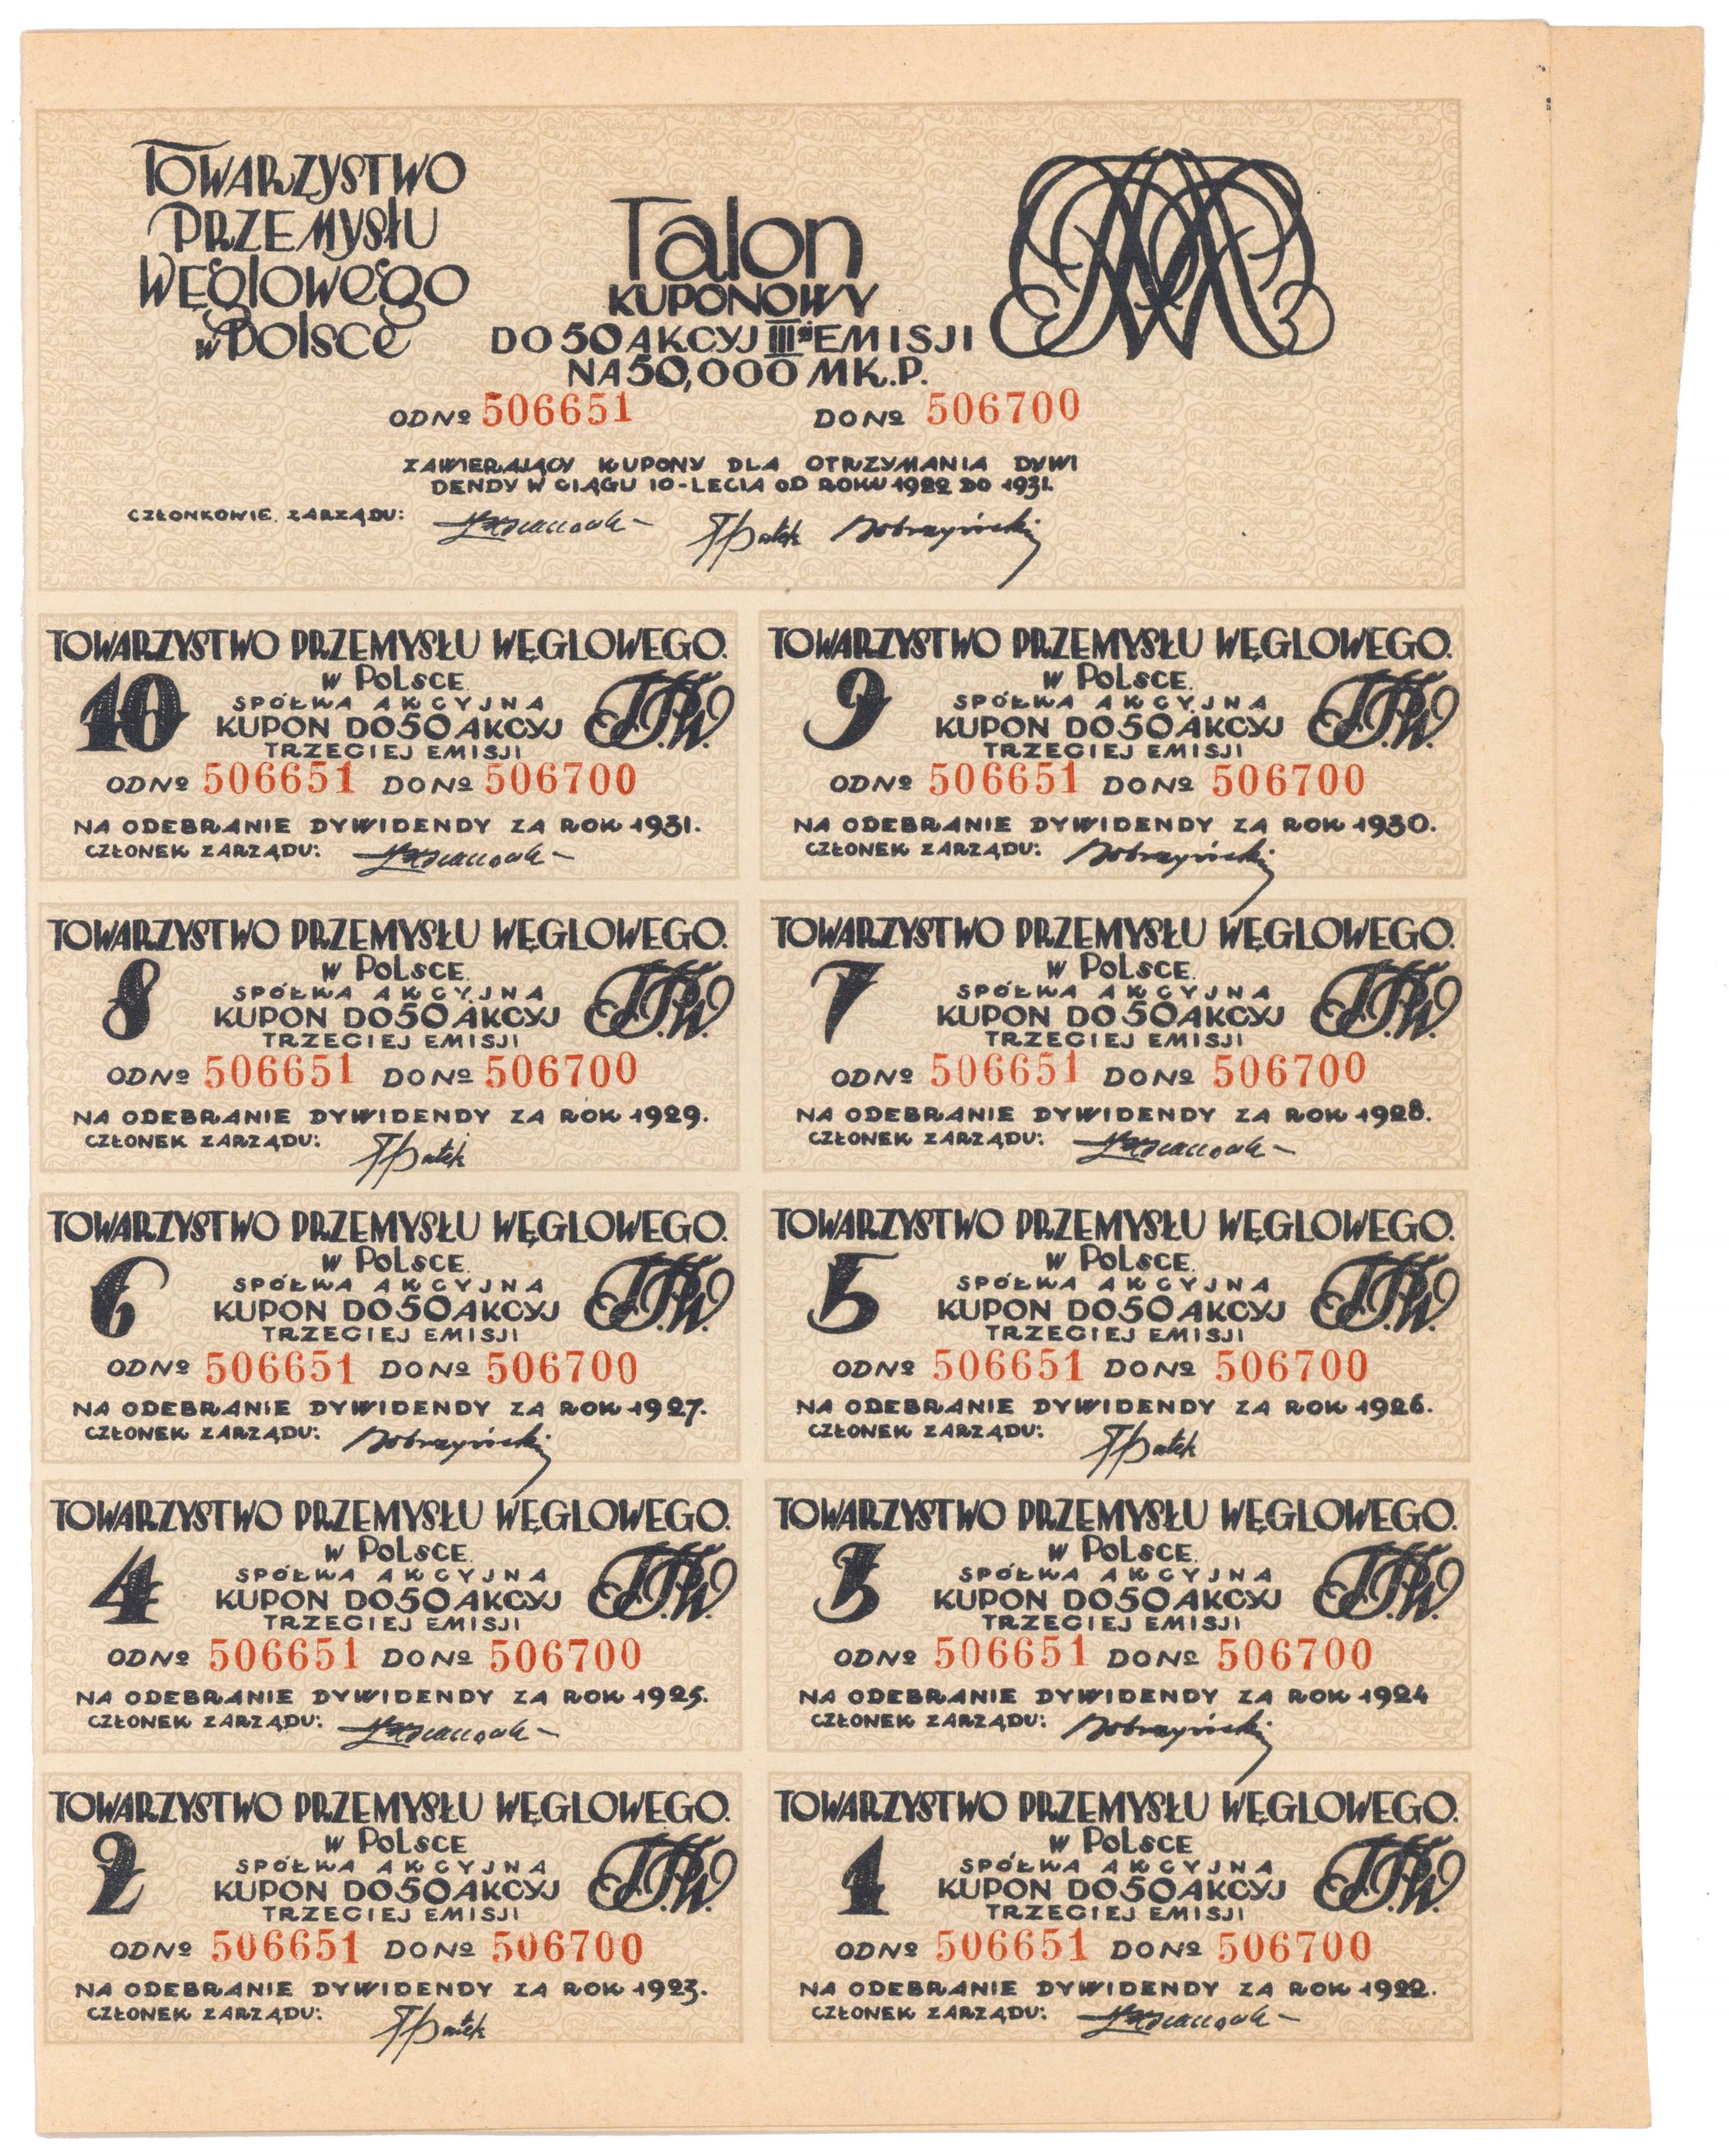 TOWARZYSTWO
PRZEMYSŁU
WĘGLOWEGO
w POLSCE
Talon
KUPONOWY
DO 50 AKCYJ III EJ EMISJI
NA 50,000 MK.P.
OD No 506651 DO No 506700
ZAWIERAJĄCY KUPONY DLA OTRZYMANIA DYWI
DENDY W CIĄGU 10-LECIA OD ROKU 1922 DO 1931.
CZŁONKOWIE ZARZĄDU: Dobrzyński
TOWARZYSTWO PRZEMYSŁU WĘGLOWEGO.
W POLSCE.
10
SPÓŁKA AKCYJNA
T.P.W.
KUPON DO 50 AKCYJ
TRZECIEJ EMISJI
OD No 506651 DO No 506700
NA ODEBRANIE DYWIDENDY ZA ROK 1931.
CZŁONEK ZARZĄDU:
TOWARZYSTWO PRZEMYSŁU WĘGLOWEGO.
W POLSCE.
9
SPÓŁKA AKCYJNA
T.P.W.
KUPON DO 50 AKCYJ
TRZECIEJ EMISJI
OD No 506651 DO No 506700
NA ODEBRANIE DYWIDENDY ZA ROK 1930.
CZŁONEK ZARZĄDU: Dobrzyński
TOWARZYSTWO PRZEMYSŁU WĘGLOWEGO.
W POLSCE.
8
SPÓŁKA AKCYJNA
T.P.W.
KUPON DO 50 AKCYJ
TRZECIEJ EMISJI
OD No 506651 DO No 506700
NA ODEBRANIE DYWIDENDY ZA ROK 1929.
CZŁONEK ZARZĄDU:
TOWARZYSTWO PRZEMYSŁU WĘGLOWEGO.
W POLSCE.
7
SPÓŁKA AKCYJNA
T.P.W.
KUPON DO 50 AKCYJ
TRZECIEJ EMISJI
OD No 506651 DO No 506700
NA ODEBRANIE DYWIDENDY ZA ROK 1928.
CZŁONEK ZARZĄDU:
TOWARZYSTWO PRZEMYSŁU WĘGLOWEGO.
W POLSCE.
6
SPÓŁKA AKCYJNA
T.P.W.
KUPON DO 50 AKCYJ
TRZECIEJ EMISJI
OD No 506651 DO No 506700
NA ODEBRANIE DYWIDENDY ZA ROK 1927.
CZŁONEK ZARZĄDU: Dobrzyński
TOWARZYSTWO PRZEMYSŁU WĘGLOWEGO.
W POLSCE.
5
SPÓŁKA AKCYJNA
T.P.W.
KUPON DO 50 AKCYJ
TRZECIEJ EMISJI
OD No 506651 DO No 506700
NA ODEBRANIE DYWIDENDY ZA ROK 1926.
CZŁONEK ZARZĄDU:
TOWARZYSTWO PRZEMYSŁU WĘGLOWEGO.
W POLSCE.
4
SPÓŁKA AKCYJNA
T.P.W.
KUPON DO 50 AKCYJ
TRZECIEJ EMISJI
OD No 506651 DO No 506700
NA ODEBRANIE DYWIDENDY ZA ROK 1925.
CZŁONEK ZARZĄDU:
TOWARZYSTWO PRZEMYSŁU WĘGLOWEGO.
W POLSCE.
3
SPÓŁKA AKCYJNA
T.P.W.
KUPON DO 50 AKCYJ
TRZECIEJ EMISJI
OD No 506651 DO No 506700
NA ODEBRANIE DYWIDENDY ZA ROK 1924
CZŁONEK ZARZĄDU: Dobrzyński
TOWARZYSTWO PRZEMYSŁU WĘGLOWEGO.
W POLSCE
2
SPÓŁKA AKCYJNA
T.P.W.
KUPON DO 50 AKCYJ
TRZECIEJ EMISJI
OD No 506651 DO No 506700
NA ODEBRANIE DYWIDENDY ZA ROK 1923.
CZŁONEK ZARZĄDU:
TOWARZYSTWO PRZEMYSŁU WĘGLOWEGO.
W POLSCE
1
SPÓŁKA AKCYJNA
T.P.W.
KUPON DO 50 AKCYJ
TRZECIEJ EMISJI
OD No 506651 DO No 506700
NA ODEBRANIE DYWIDENDY ZA ROK 1922.
CZŁONEK ZARZĄDU: